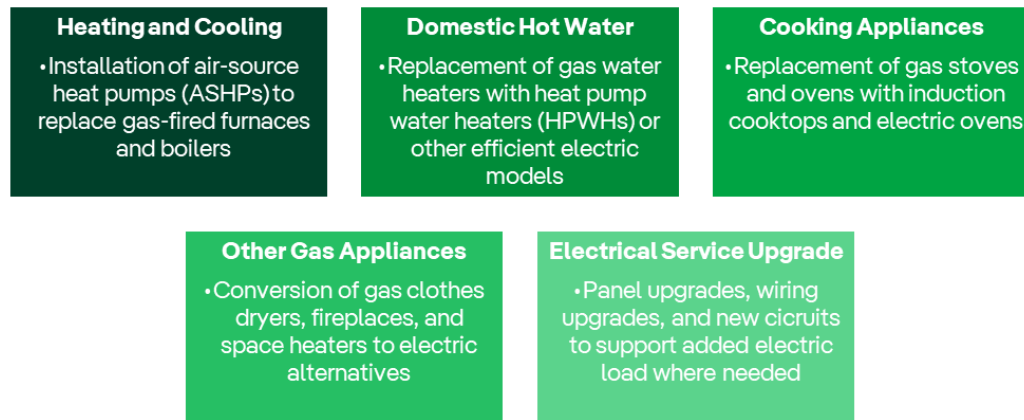 Heating and Cooling
•Installation of air-source
heat pumps (ASHPs) to
replace gas-fired furnaces
and boilers
Domestic Hot Water
•Replacement of gas water
heaters with heat pump
water heaters (HPWHs) or
other efficient electric
models
Cooking Appliances
•Replacement of gas stoves
and ovens with induction
cooktops and electric ovens
Other Gas Appliances
•Conversion of gas clothes
dryers, fireplaces, and
space heaters to electric
alternatives
Electrical Service Upgrade
•Panel upgrades, wiring
upgrades, and new cicruits
to support added electric
load where needed